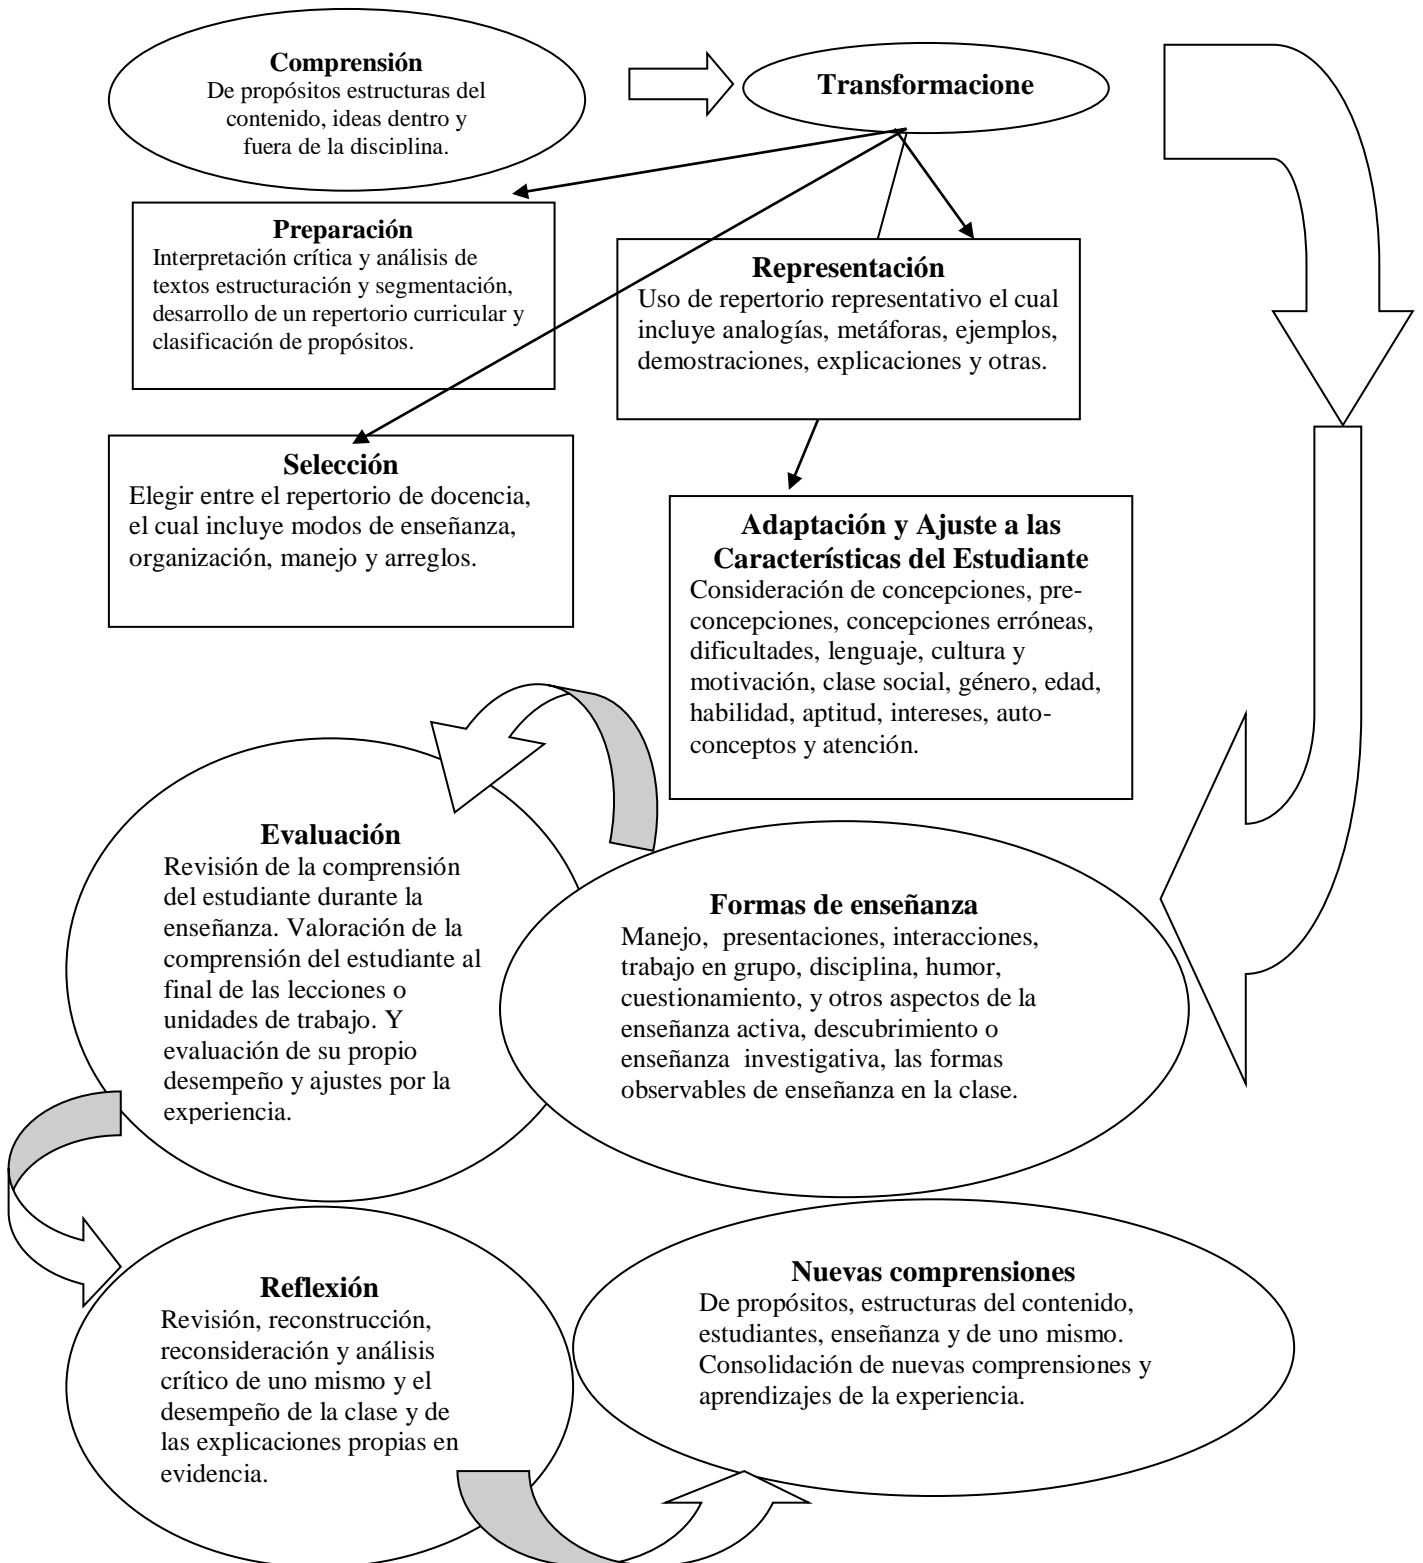 Comprensión
De propósitos estructuras del
contenido, ideas dentro y
fuera de la disciplina.
Transformacione
Preparación
Interpretación crítica y análisis de
textos estructuración y segmentación,
desarrollo de un repertorio curricular y
clasificación de propósitos.
Representación
Uso de repertorio representativo el cual
incluye analogías, metáforas, ejemplos,
demostraciones, explicaciones y otras.
Selección
Elegir entre el repertorio de docencia,
el cual incluye modos de enseñanza,
organización, manejo y arreglos.
Adaptación y Ajuste a las
Características del Estudiante
Consideración de concepciones, pre-
concepciones, concepciones erróneas,
dificultades, lenguaje, cultura y
motivación, clase social, género, edad,
habilidad, aptitud, intereses, auto-
conceptos y atención.
Evaluación
Revisión de la comprensión
del estudiante durante la
enseñanza. Valoración de la
comprensión del estudiante al
final de las lecciones o
unidades de trabajo. Y
evaluación de su propio
desempeño y ajustes por la
experiencia.
Formas de enseñanza
Manejo, presentaciones, interacciones,
trabajo en grupo, disciplina, humor,
cuestionamiento, y otros aspectos de la
enseñanza activa, descubrimiento o
enseñanza investigativa, las formas
observables de enseñanza en la clase.
Reflexión
Revisión, reconstrucción,
reconsideración y análisis
crítico de uno mismo y el
desempeño de la clase y de
las explicaciones propias en
evidencia.
Nuevas comprensiones
De propósitos, estructuras del contenido,
estudiantes, enseñanza y de uno mismo.
Consolidación de nuevas comprensiones y
aprendizajes de la experiencia.